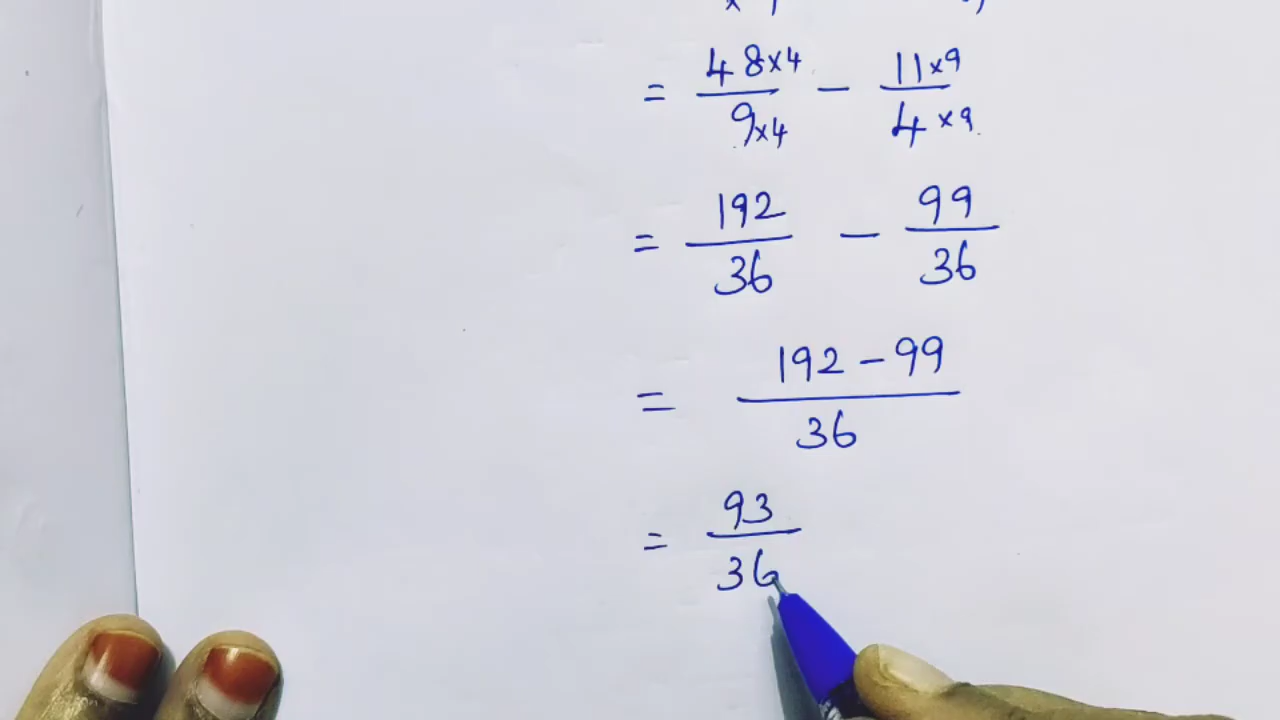 = 48×4/9×4 − 11×9/4×9
= 192/36 − 99/36
= 192−99/36
= 93/36